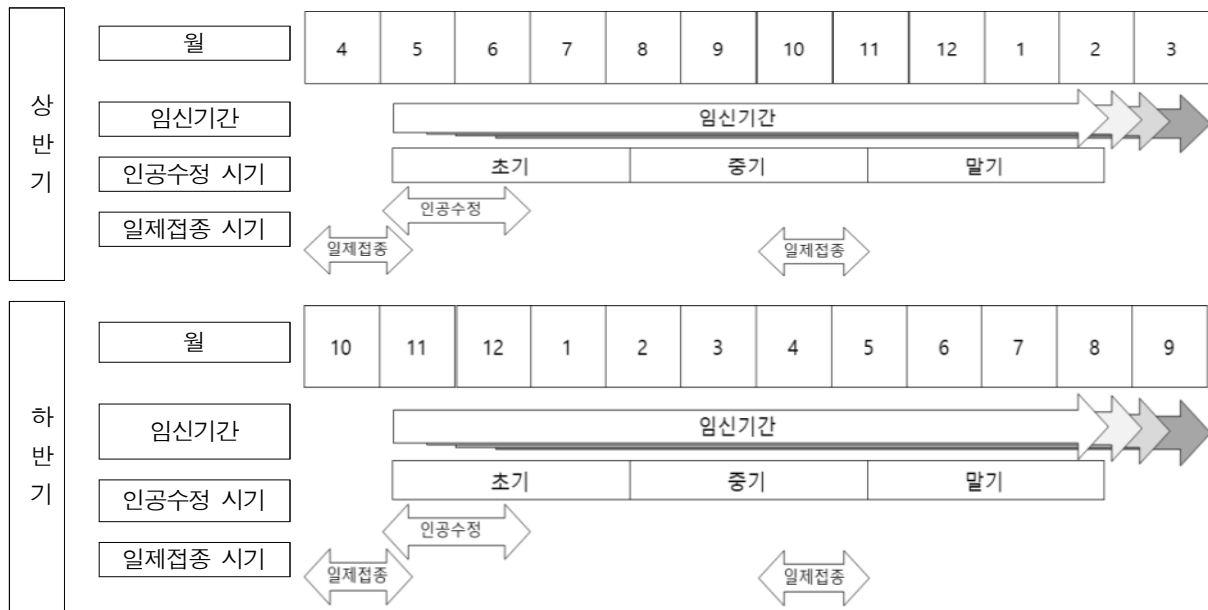 상반기
월 4 5 6 7 8 9 10 11 12 1 2 3
임신기간 임신기간
인공수정 시기 초기 중기 말기
인공수정
일제접종 시기 일제접종 일제접종
하반기
월 10 11 12 1 2 3 4 5 6 7 8 9
임신기간 임신기간
인공수정 시기 초기 중기 말기
인공수정
일제접종 시기 일제접종 일제접종